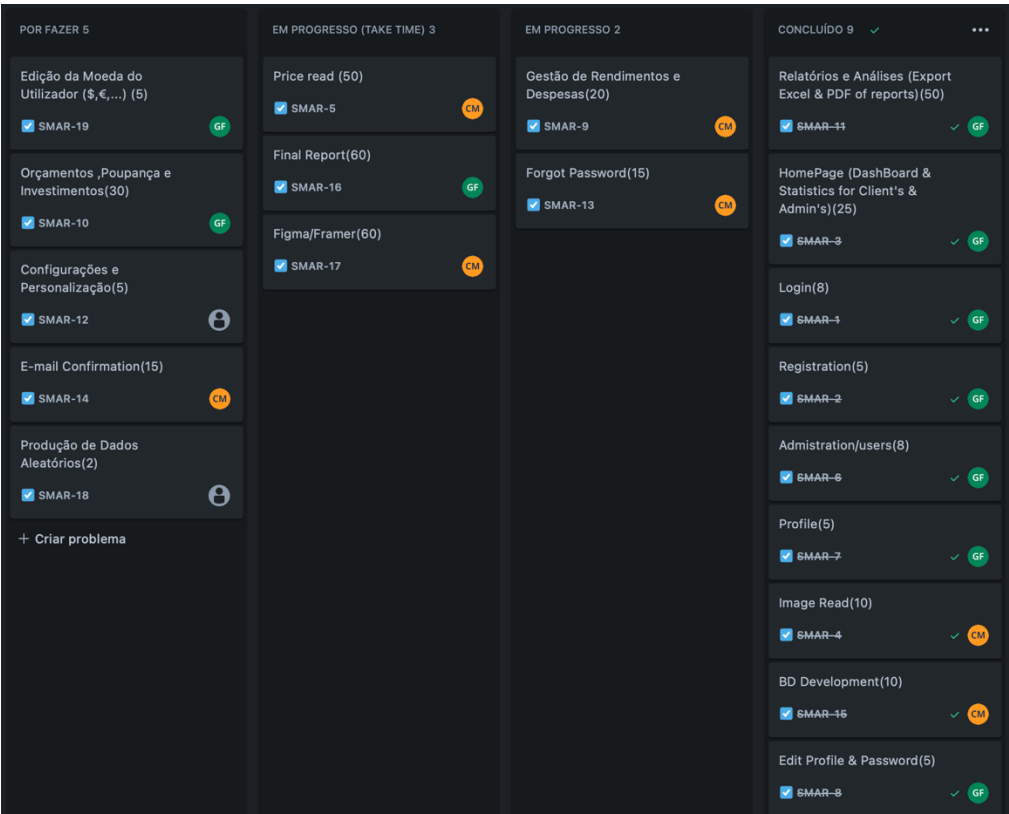 POR FAZER 5
Edição da Moeda do
Utilizador ($,€,...) (5)
SMAR-19
GF
Orçamentos ,Poupança e
Investimentos(30)
SMAR-10
GF
Configurações e
Personalização(5)
SMAR-12
E-mail Confirmation(15)
SMAR-14
CM
Produção de Dados
Aleatórios(2)
SMAR-18
+ Criar problema
EM PROGRESSO (TAKE TIME) 3
Price read (50)
SMAR-5
CM
Final Report(60)
SMAR-16
GF
Figma/Framer(60)
SMAR-17
CM
EM PROGRESSO 2
Gestão de Rendimentos e
Despesas(20)
SMAR-9
CM
Forgot Password(15)
SMAR-13
CM
CONCLUÍDO 9
Relatórios e Análises (Export
Excel & PDF of reports)(50)
SMAR-11
GF
HomePage (DashBoard &
Statistics for Client's &
Admin's)(25)
SMAR-3
GF
Login(8)
SMAR-1
GF
Registration(5)
SMAR-2
GF
Admistration/users(8)
SMAR-6
GF
Profile(5)
SMAR-7
GF
Image Read(10)
SMAR-4
CM
BD Development(10)
SMAR-15
CM
Edit Profile & Password(5)
SMAR-8
GF